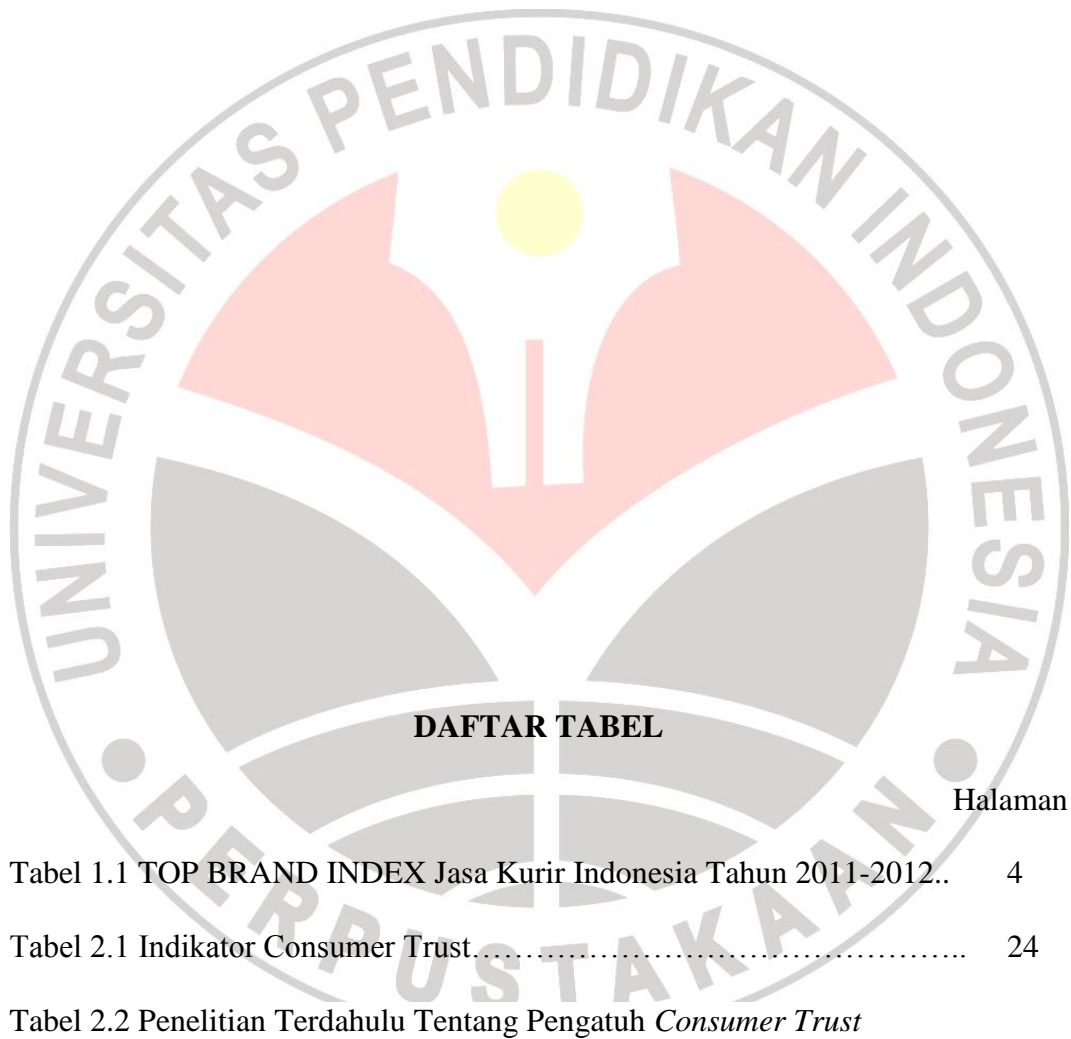 UNIVERSITAS PENDIDIKAN INDONESIA
PERPUSTAKAAN
DAFTAR TABEL
Halaman
Tabel 1.1 TOP BRAND INDEX Jasa Kurir Indonesia Tahun 2011-2012.. 4
Tabel 2.1 Indikator Consumer Trust……………………………………….. 24
Tabel 2.2 Penelitian Terdahulu Tentang Pengatuh Consumer Trust